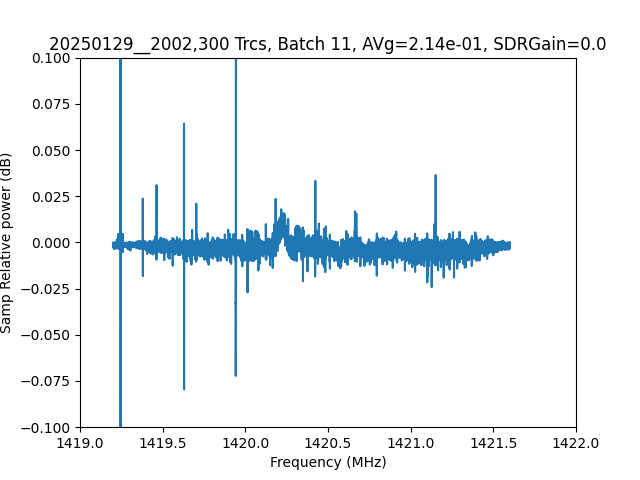 20250129__2002,300 Trcs, Batch 11, AVg=2.14e-01, SDRGain=0.0
0.100
0.075
0.050
0.025
0.000
−0.025
−0.050
−0.075
−0.100
Samp Relative power (dB)
1419.0 1419.5 1420.0 1420.5 1421.0 1421.5 1422.0
Frequency (MHz)